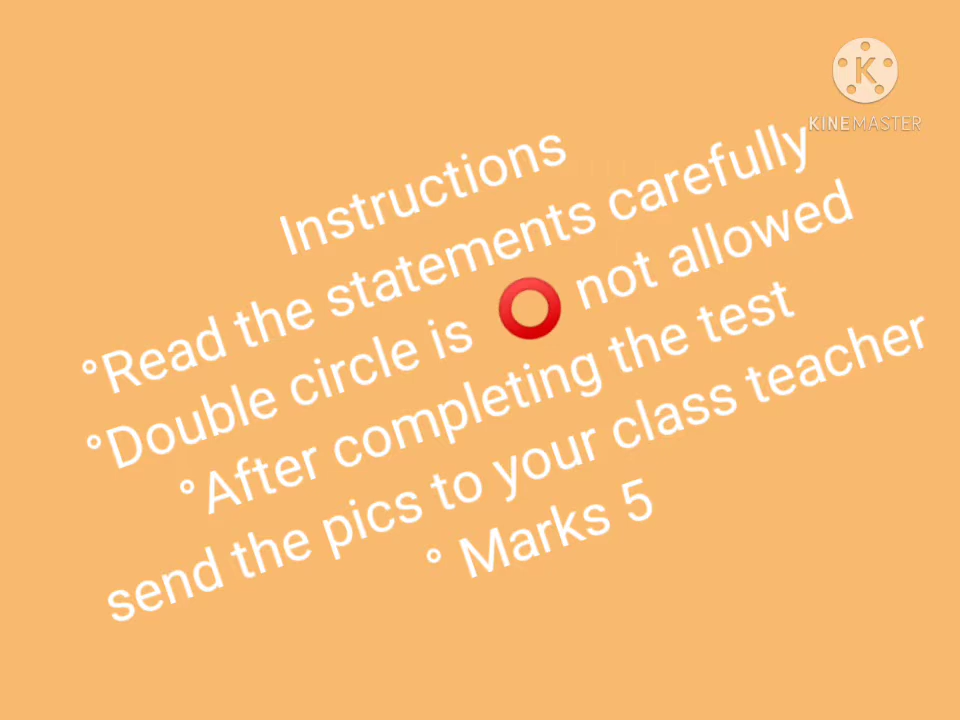 KINEMASTER
Instructions
°Read the statements carefully
°Double circle is ⭕ not allowed
°After completing the test
send the pics to your class teacher
° Marks 5